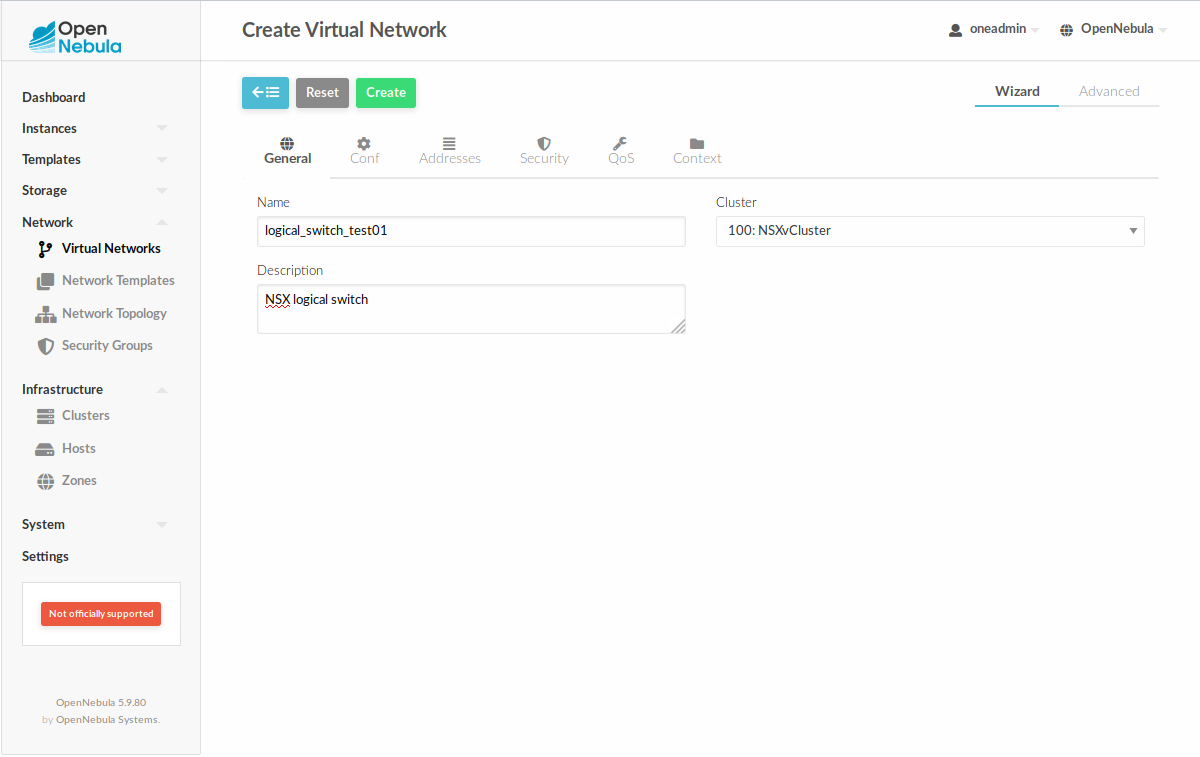 Open
Nebula
Create Virtual Network
oneadmin
OpenNebula
Reset
Create
Wizard
Advanced
Dashboard
Instances
Templates
Storage
Network
Virtual Networks
Network Templates
Network Topology
Security Groups
Infrastructure
Clusters
Hosts
Zones
System
Settings
Not officially supported
OpenNebula 5.9.80
by OpenNebula Systems.
General
Conf
Addresses
Security
QoS
Context
Name
Cluster
logical_switch_test01
100: NSXvCluster
Description
NSX logical switch